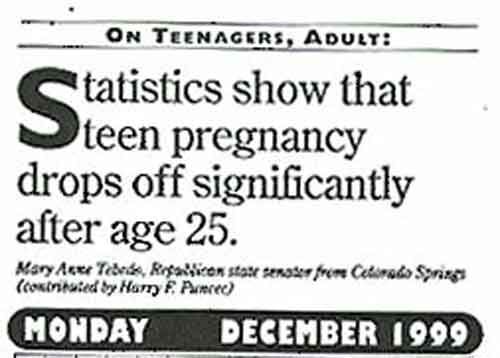 ON TEENAGERS, ADULT:
Statistics show that
teen pregnancy
drops off significantly
after age 25.
Mary Anne Tebedo, Republican state senator from Colorado Springs
(contributed by Harry F. Puncec)
MONDAY DECEMBER 1999